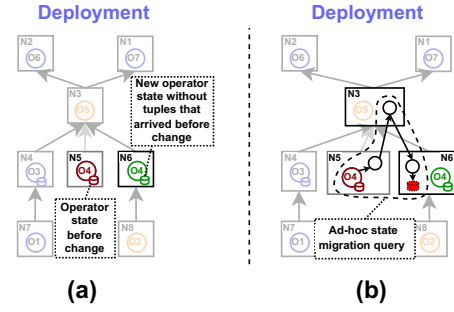 Deployment
N2
O6
N1
O7
New operator
state without
tuples that
arrived before
change
N3
O5
N4
O3
N5
O4
N6
O4
Operator
state
before
change
N7
O1
N8
O2
(a)
Deployment
N2
O6
N1
O7
N3
O5
N4
O3
N5
O4
N6
O4
Ad-hoc state
migration query
N7
O1
N8
O2
(b)